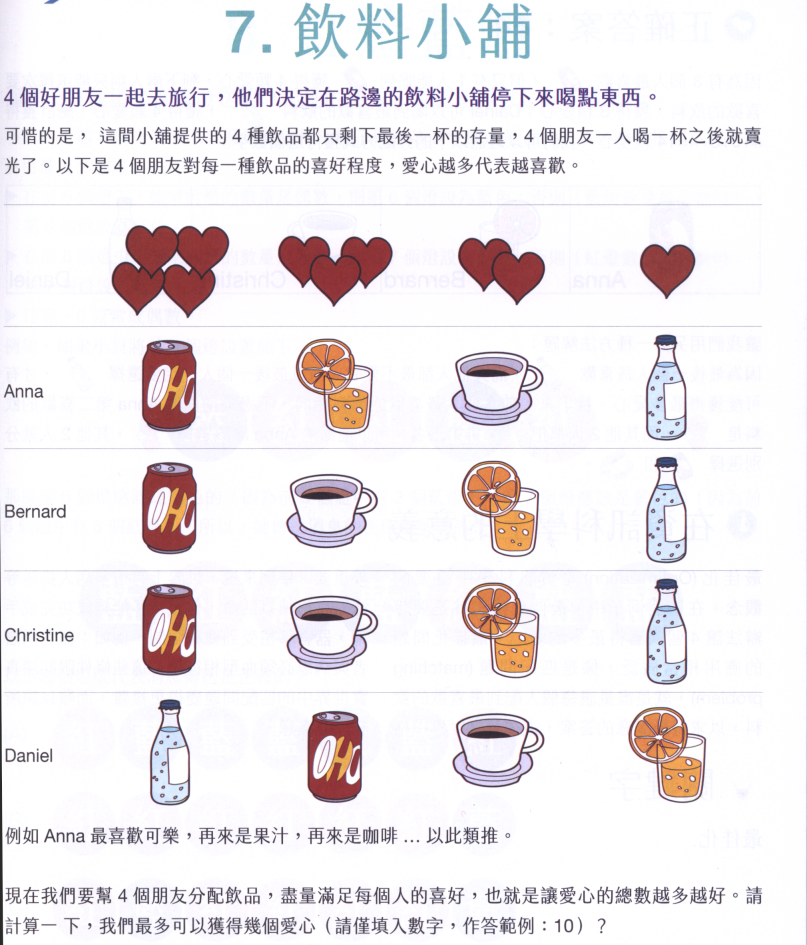 7. 飲料小舖
4 個好朋友一起去旅行，他們決定在路邊的飲料小舖停下來喝點東西。
可惜的是， 這間小舖提供的 4 種飲品都只剩下最後一杯的存量，4 個朋友一人喝一杯之後就賣
光了。以下是 4 個朋友對每一種飲品的喜好程度，愛心越多代表越喜歡。
Anna
Bernard
Christine
Daniel
例如 Anna 最喜歡可樂，再來是果汁，再來是咖啡 … 以此類推。
現在我們要幫 4 個朋友分配飲品，盡量滿足每個人的喜好，也就是讓愛心的總數越多越好。請
計算一 下，我們最多可以獲得幾個愛心（請僅填入數字，作答範例：10）？